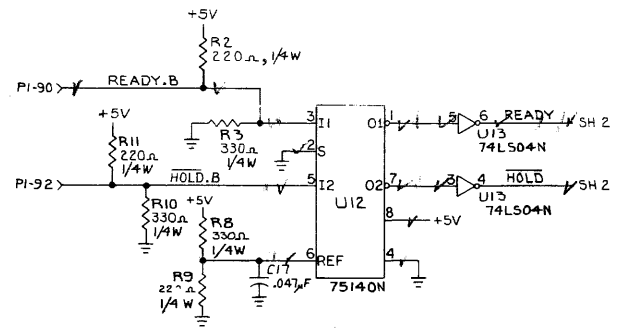 +5V
R2
220Ω, 1/4W
P1-90 READY.B
+5V
R11
220Ω
1/4W
R3
330Ω
1/4W
3 I1
2 S
O1 1
5 6 READY SH 2
U13
74LS04N
P1-92 HOLD.B
5 I2
O2 7
3 4 HOLD SH 2
U13
74LS04N
U12
R10
330Ω
1/4W
+5V
R8
330Ω
1/4W
8 +5V
6 REF
4
C17
.047µF
R9
1/4W
75140N